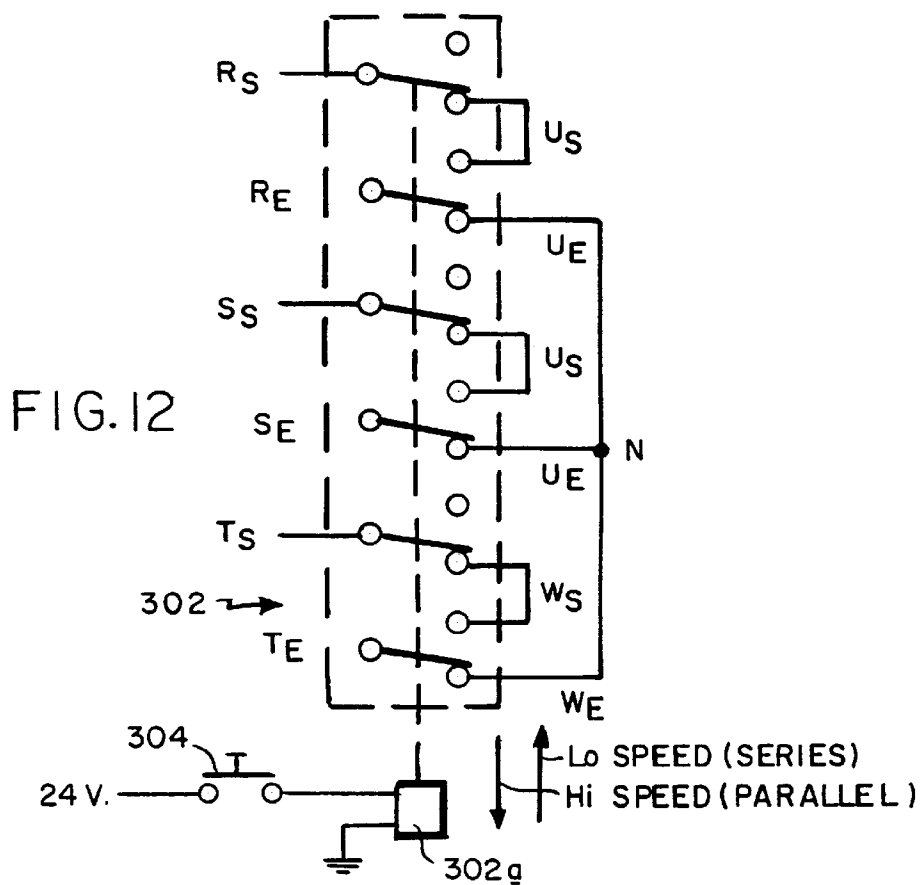 RS
US
RE
UE
SS
US
FIG. 12
SE
N
UE
TS
WS
302
TE
WE
304
Lo SPEED (SERIES)
24 V.
Hi SPEED (PARALLEL)
302a